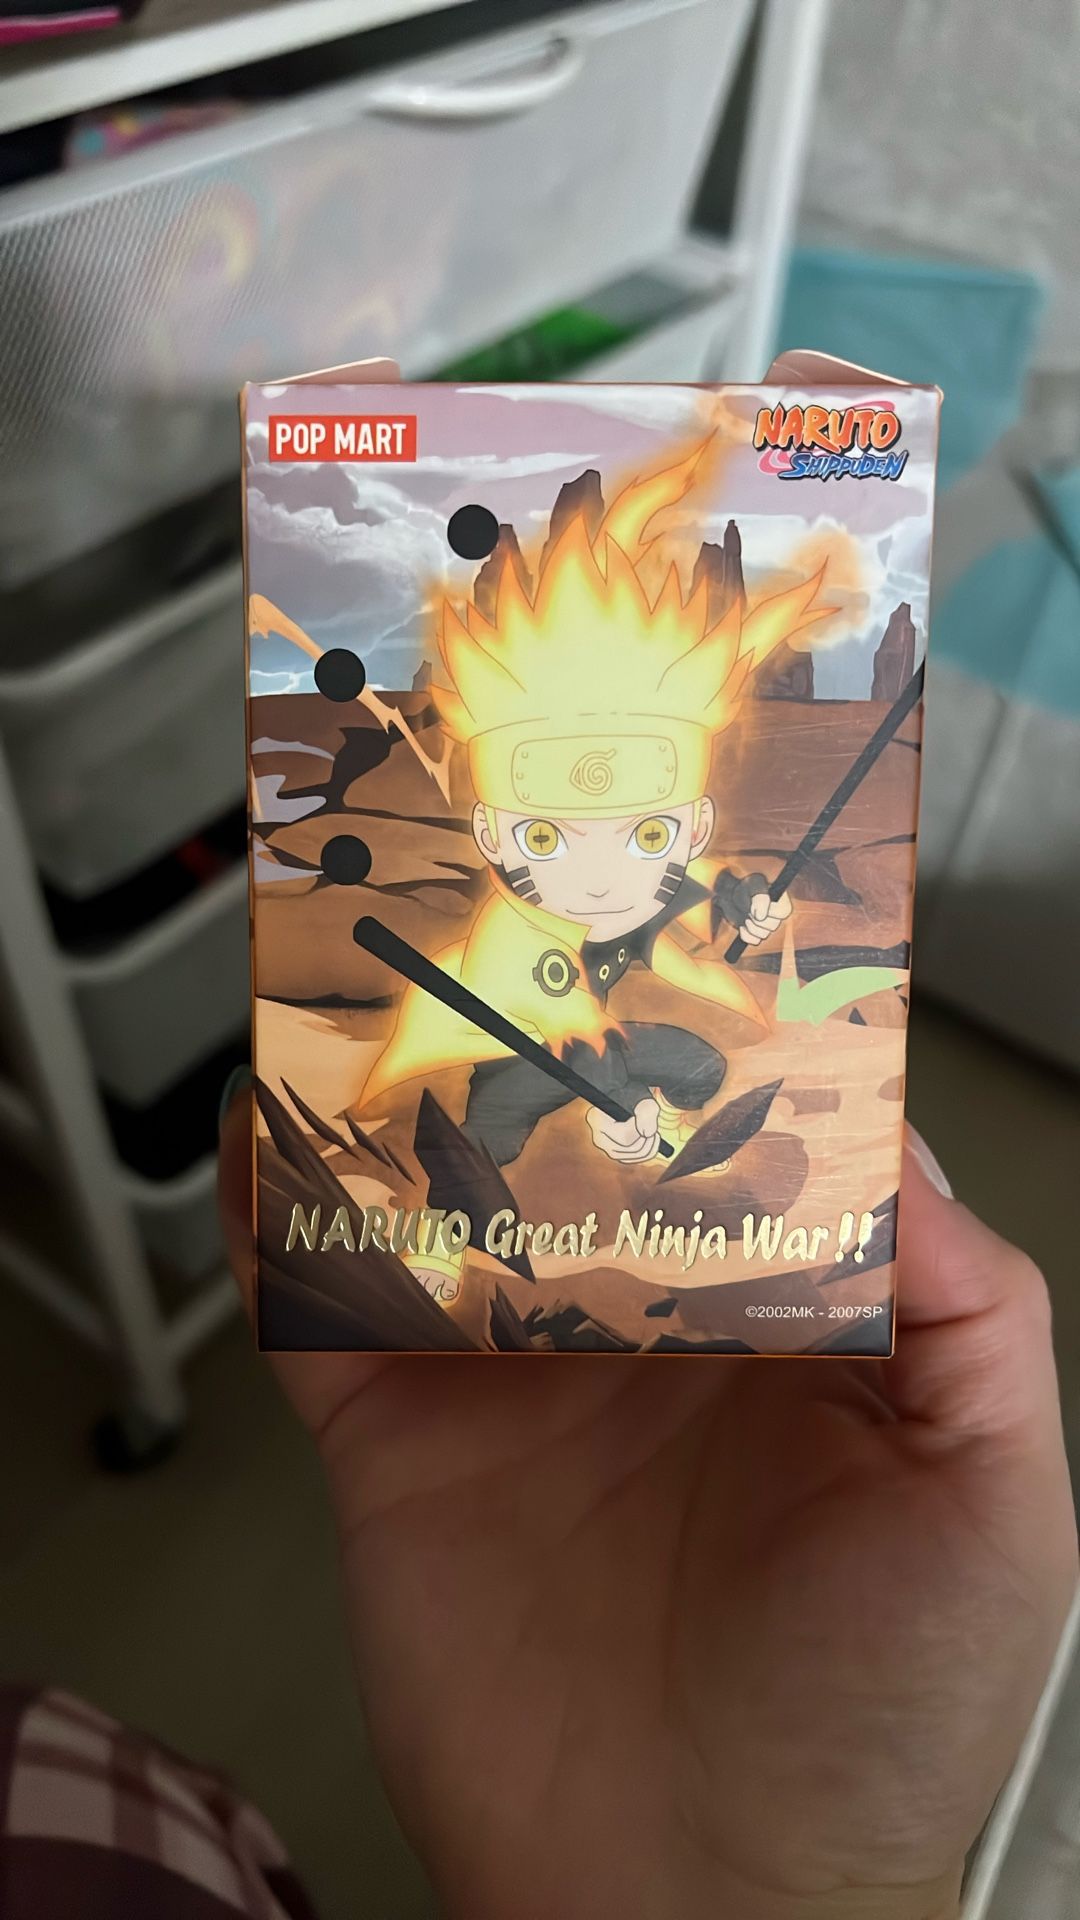 POP MART
NARUTO
SHIPPUDEN
NARUTO Great Ninja War!!
©2002MK - 2007SP